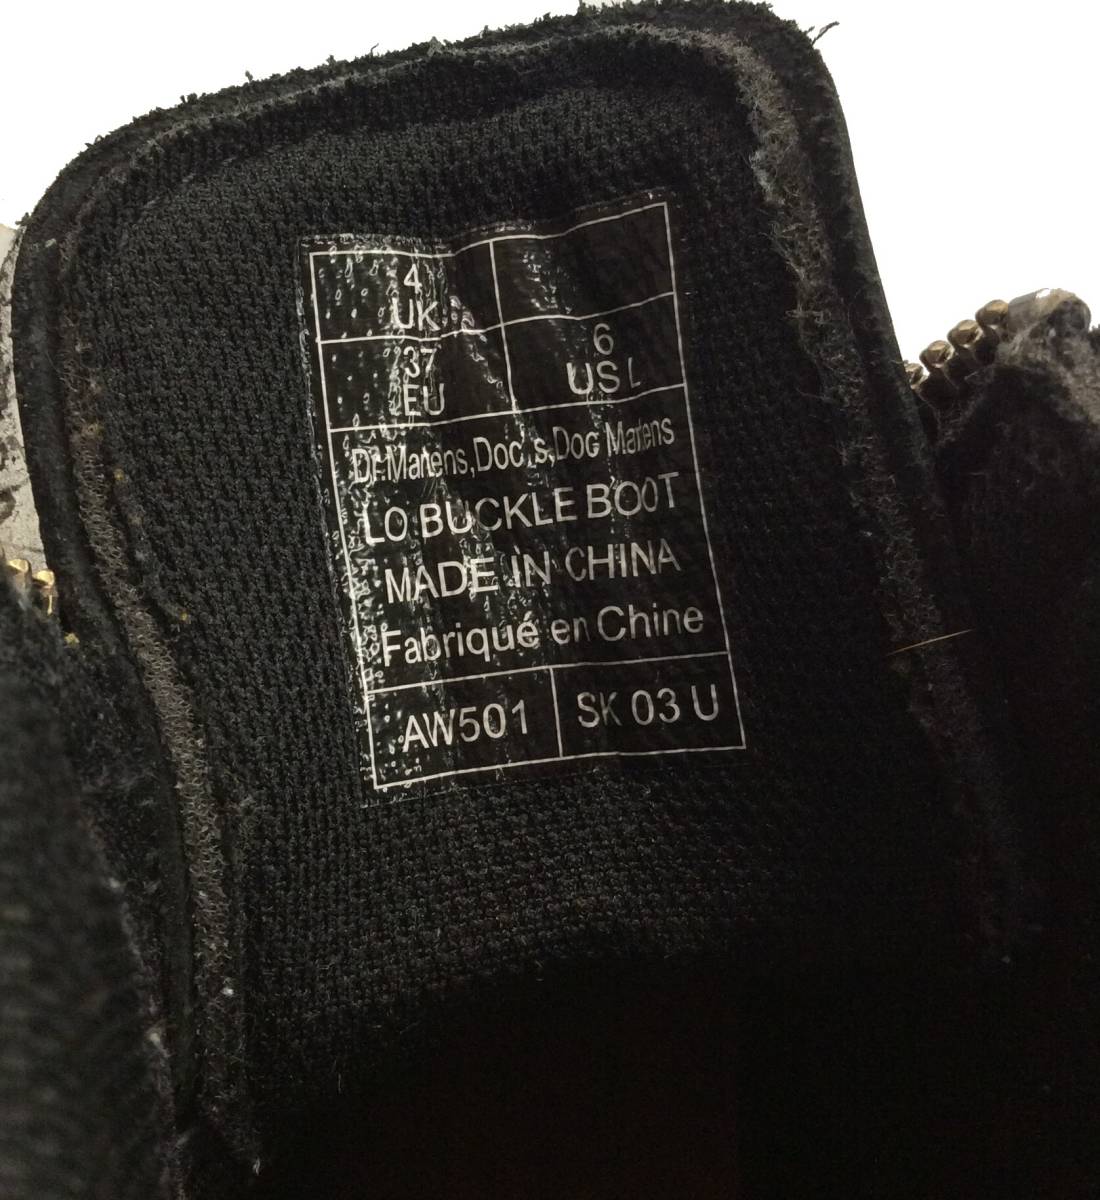 4
UK
37
EU
6
US L
Dr.Martens,Doc's,Doc Martens
LO BUCKLE BOOT
MADE IN CHINA
Fabriqué en Chine
AW501
SK 03 U